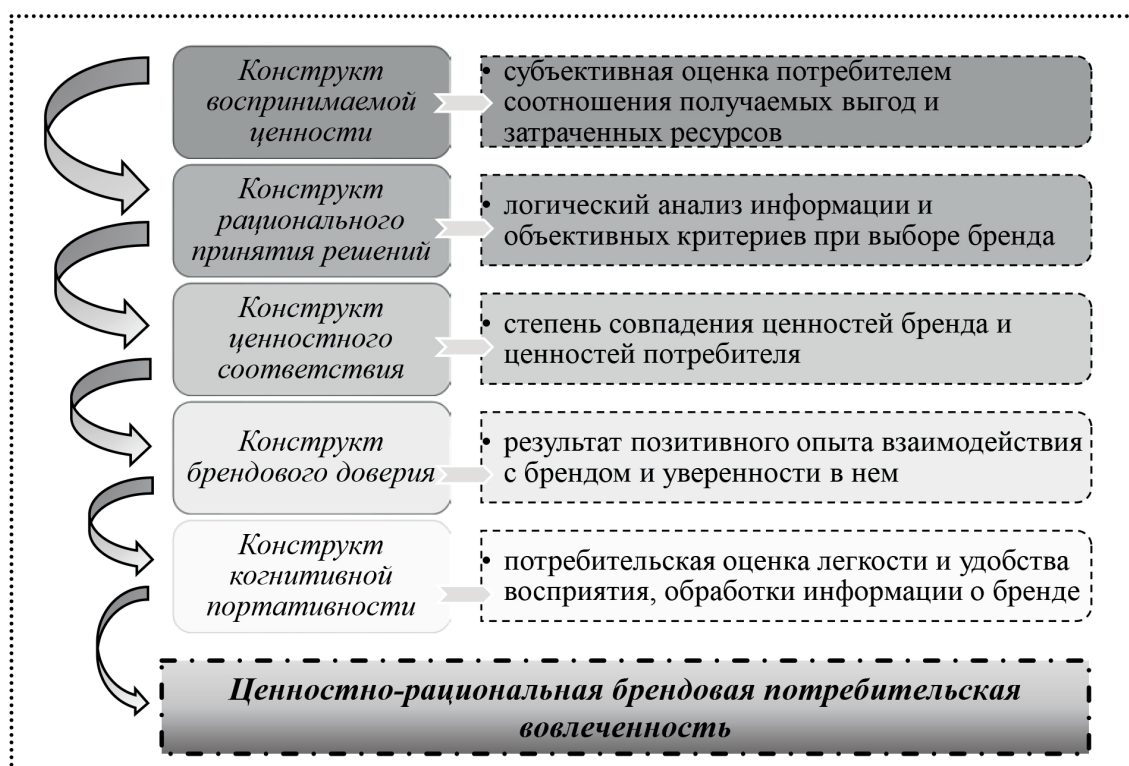 Конструкт
воспринимаемой
ценности
• субъективная оценка потребителем
соотношения получаемых выгод и
затраченных ресурсов
Конструкт
рационального
принятия решений
• логический анализ информации и
объективных критериев при выборе бренда
Конструкт
ценностного
соответствия
• степень совпадения ценностей бренда и
ценностей потребителя
Конструкт
брендового доверия
• результат позитивного опыта взаимодействия
с брендом и уверенности в нем
Конструкт
когнитивной
портативности
• потребительская оценка легкости и удобства
восприятия, обработки информации о бренде
Ценностно-рациональная брендовая потребительская
вовлеченность